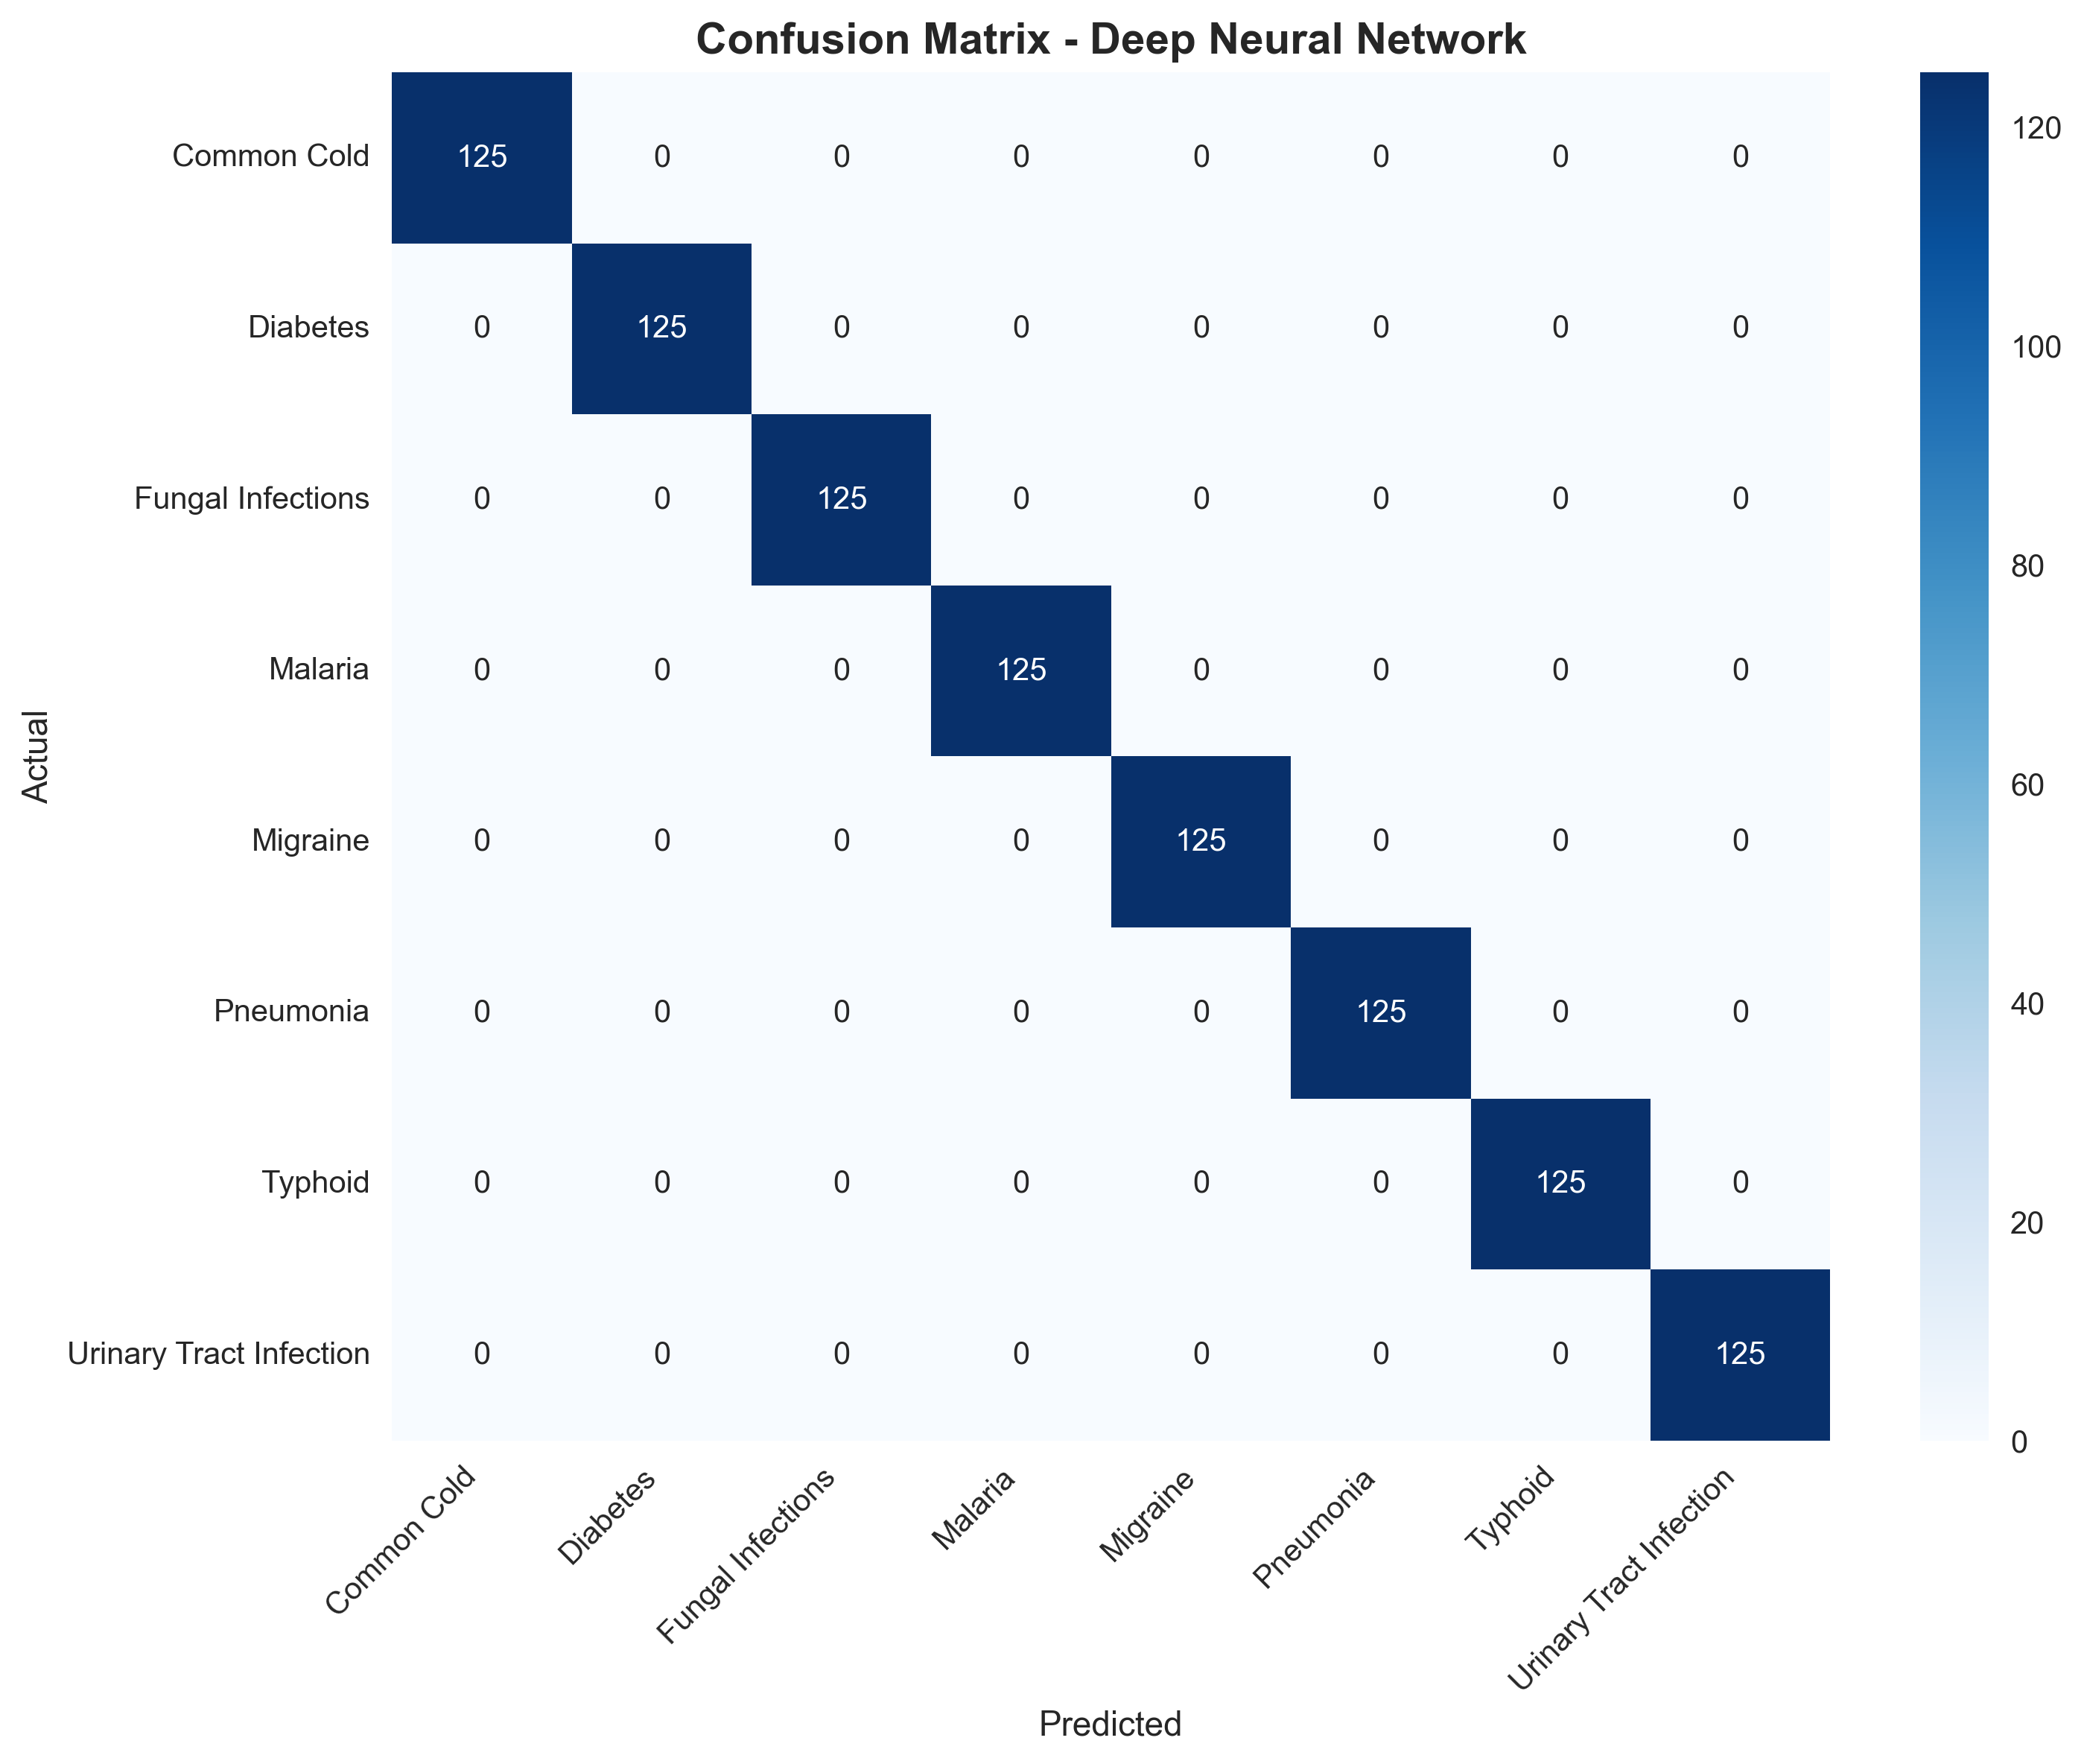 Confusion Matrix - Deep Neural Network
Actual
Common Cold 125 0 0 0 0 0 0 0
Diabetes 0 125 0 0 0 0 0 0
Fungal Infections 0 0 125 0 0 0 0 0
Malaria 0 0 0 125 0 0 0 0
Migraine 0 0 0 0 125 0 0 0
Pneumonia 0 0 0 0 0 125 0 0
Typhoid 0 0 0 0 0 0 125 0
Urinary Tract Infection 0 0 0 0 0 0 0 125
Common Cold
Diabetes
Fungal Infections
Malaria
Migraine
Pneumonia
Typhoid
Urinary Tract Infection
Predicted
120
100
80
60
40
20
0